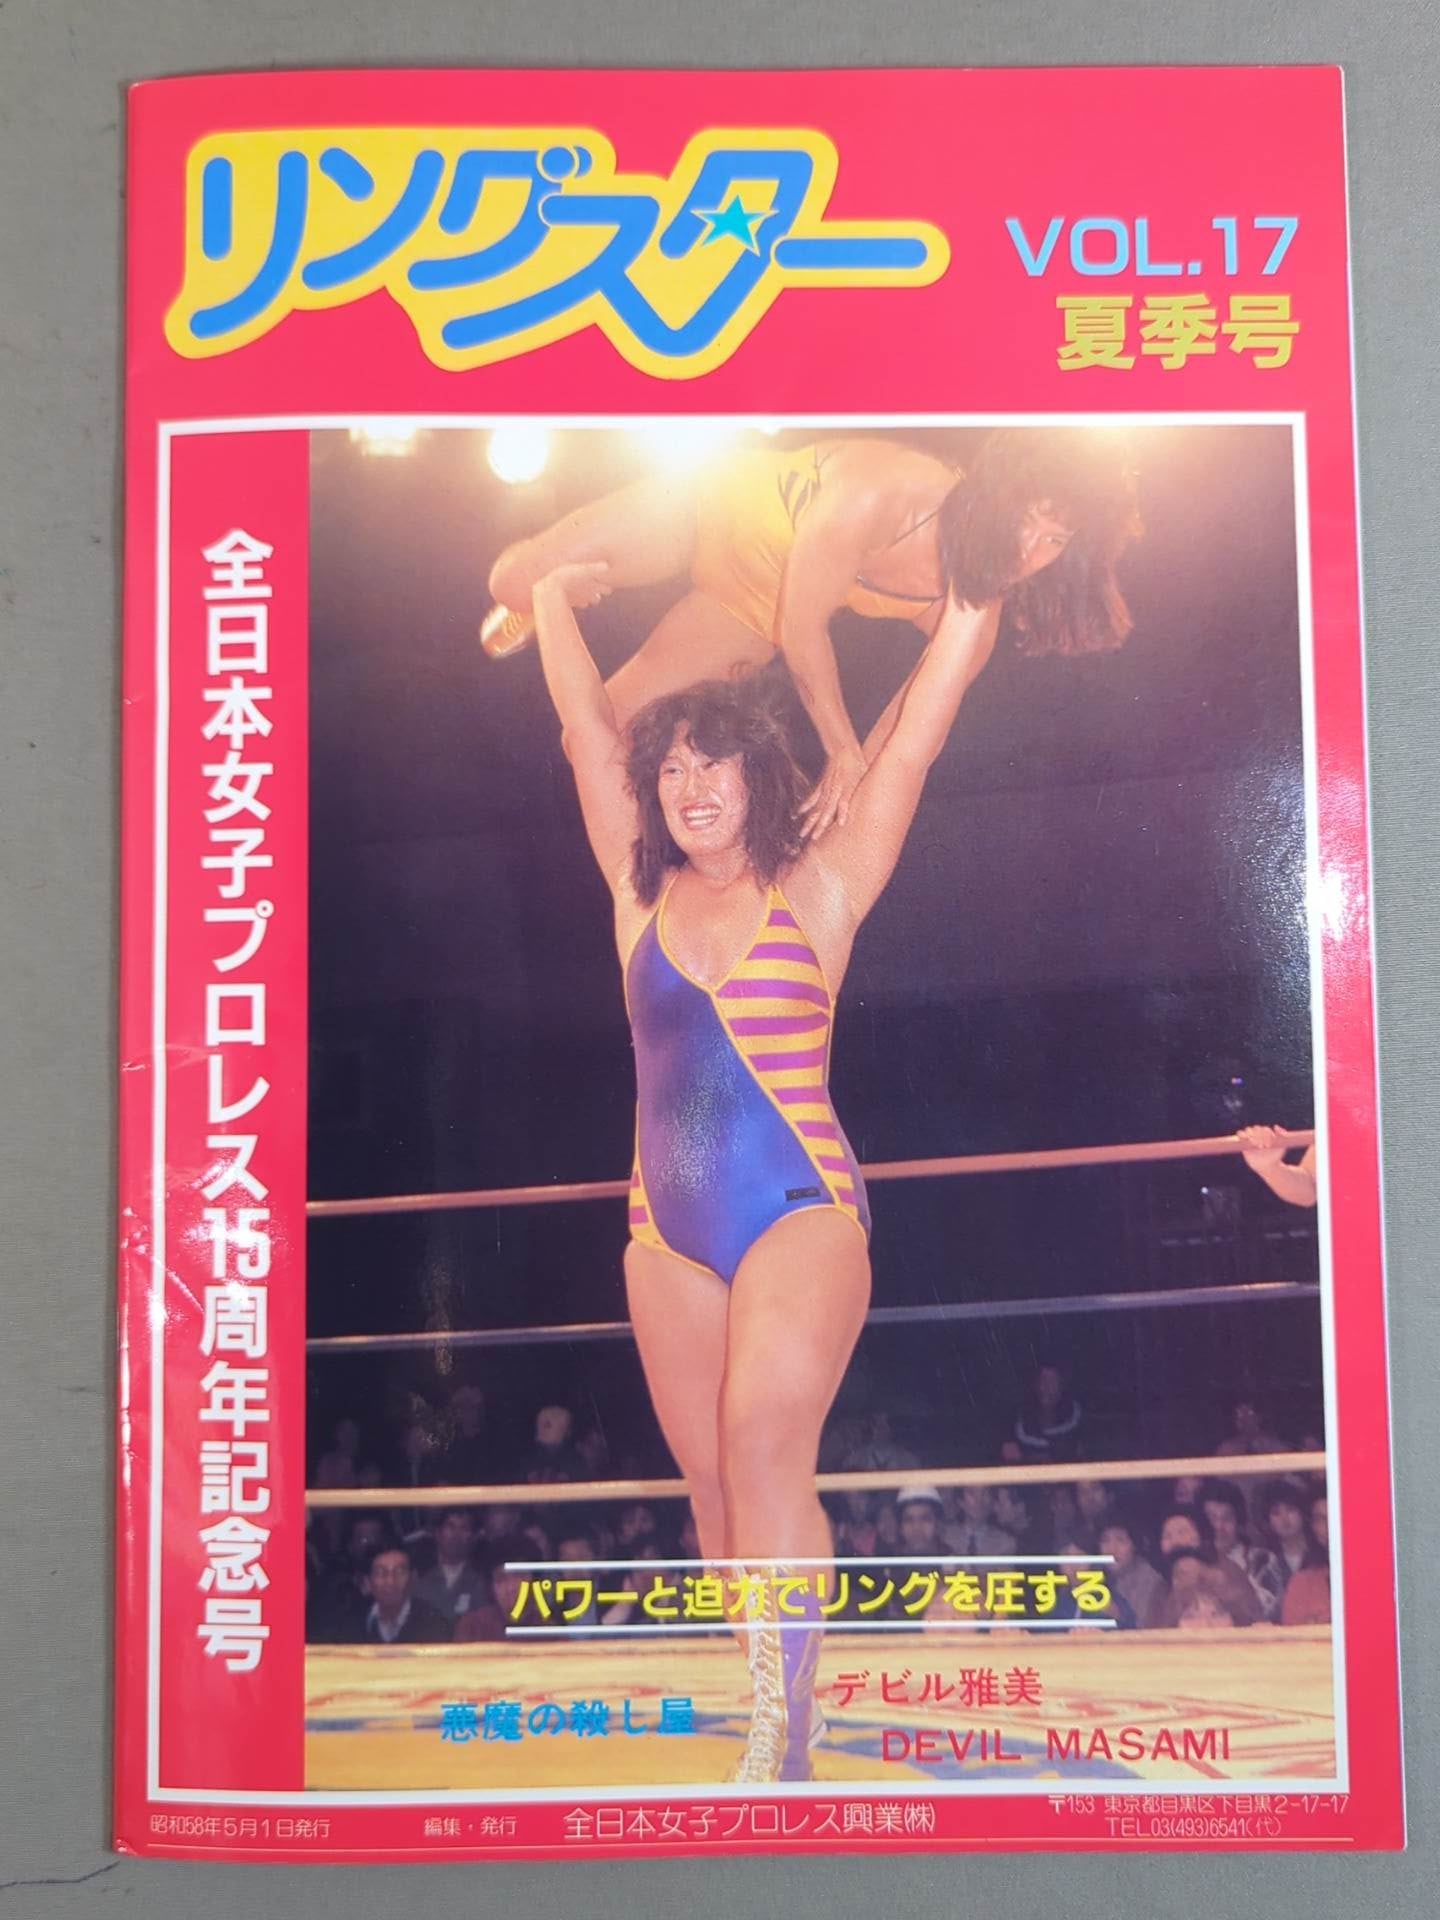 リングスター
VOL.17
夏季号
全日本女子プロレス15周年記念号
パワーと迫力でリングを圧する
悪魔の殺し屋
デビル雅美
DEVIL MASAMI
昭和58年5月1日発行
編集・発行
全日本女子プロレス興業㈱
〒153 東京都目黒区下目黒2-17-17
TEL03(493)6541(代)